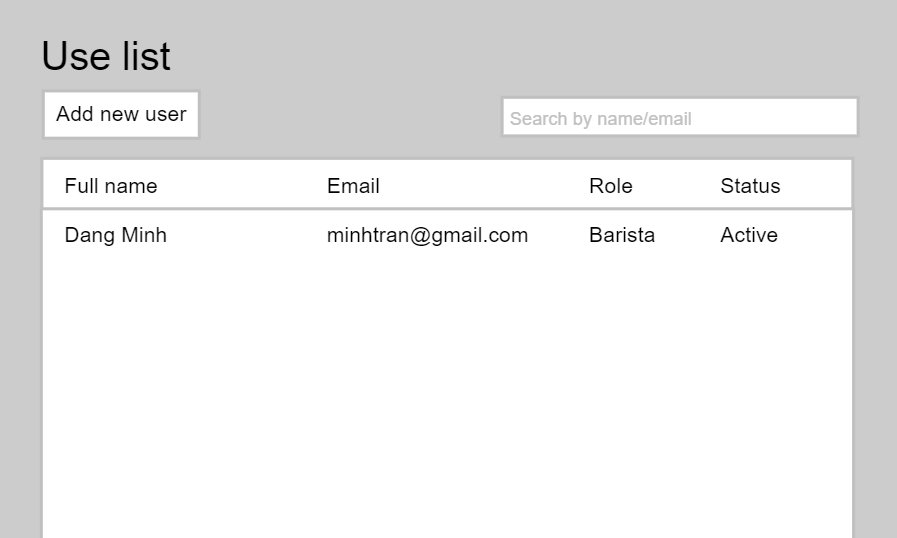 Use list
Add new user
Search by name/email
Full name Email Role Status
Dang Minh minhtran@gmail.com Barista Active